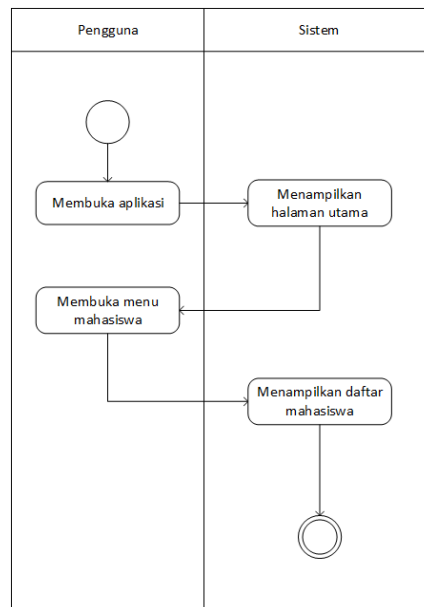 Pengguna
Sistem
Membuka aplikasi
Menampilkan
halaman utama
Membuka menu
mahasiswa
Menampilkan daftar
mahasiswa